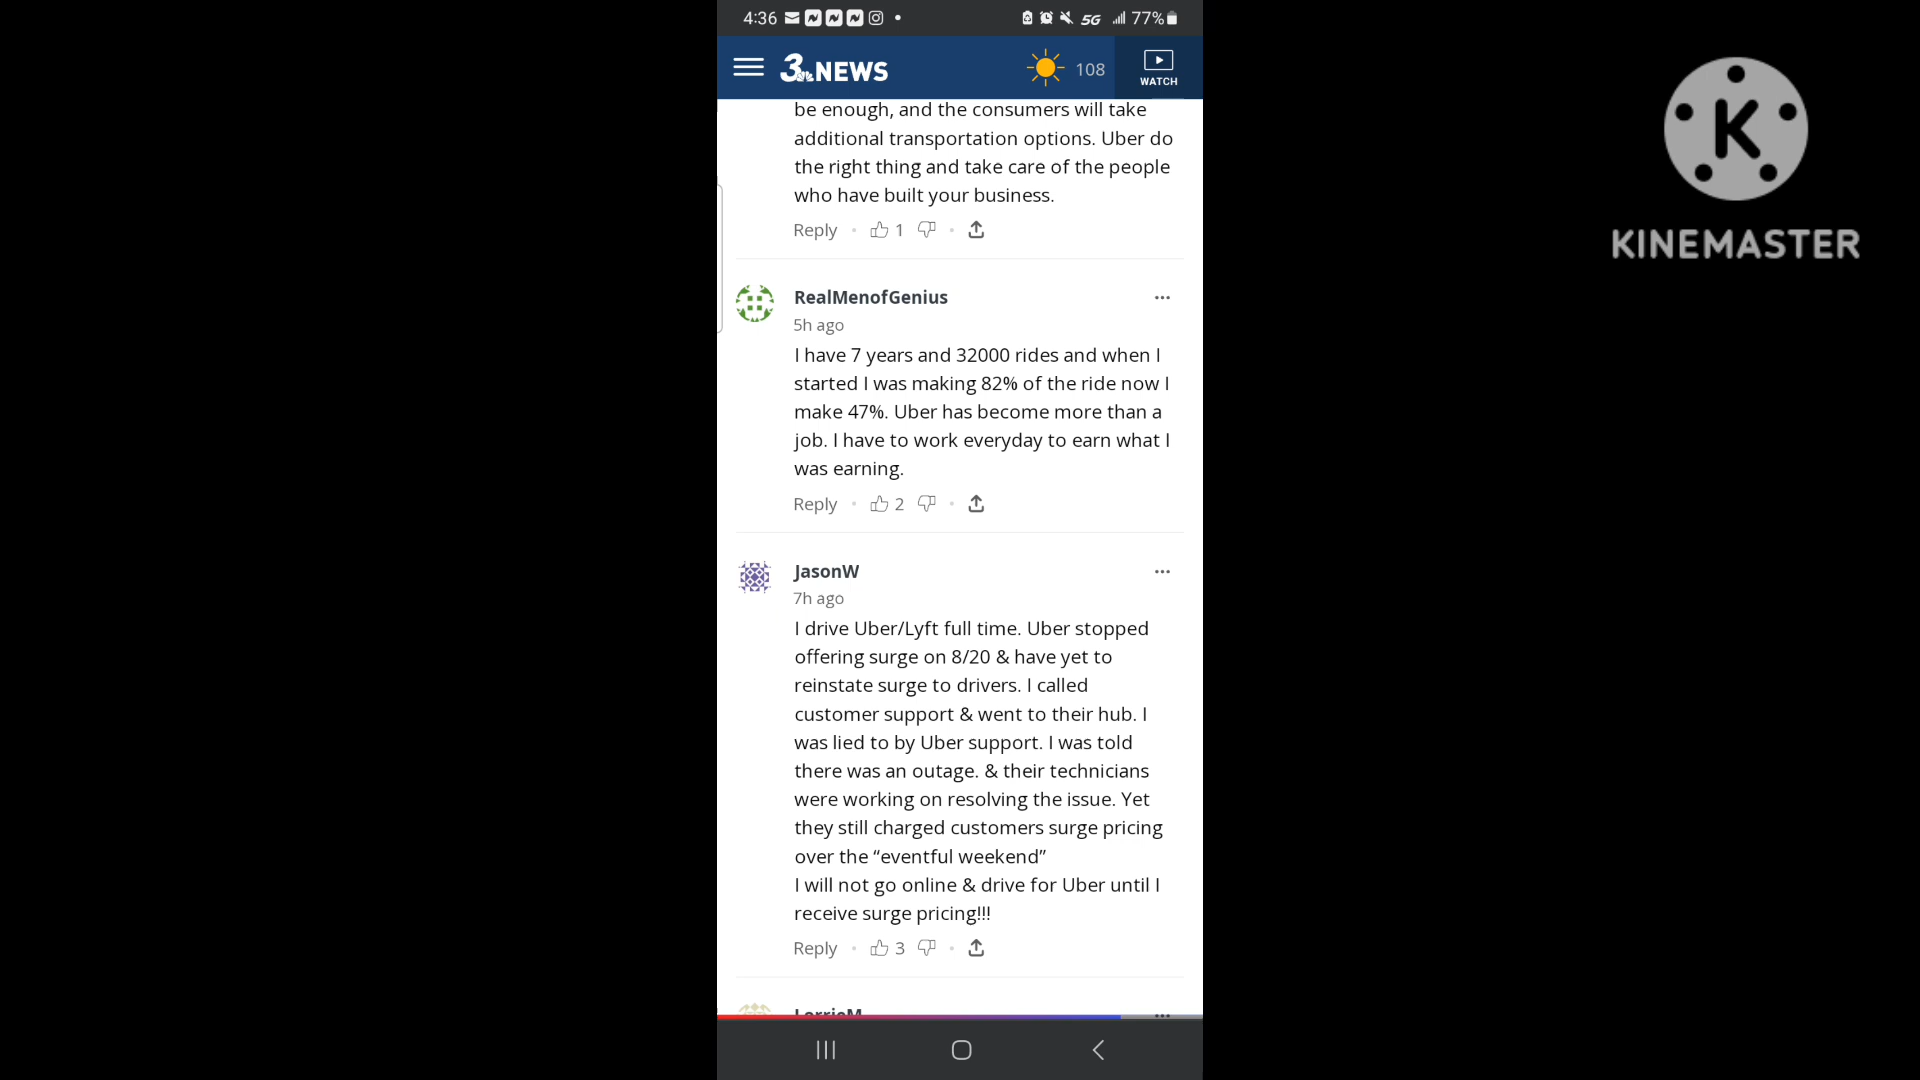 4:36
5G
77%
3 NEWS
108
WATCH
be enough, and the consumers will take
additional transportation options. Uber do
the right thing and take care of the people
who have built your business.
Reply
1
RealMenofGenius
5h ago
I have 7 years and 32000 rides and when I
started I was making 82% of the ride now I
make 47%. Uber has become more than a
job. I have to work everyday to earn what I
was earning.
Reply
2
JasonW
7h ago
I drive Uber/Lyft full time. Uber stopped
offering surge on 8/20 & have yet to
reinstate surge to drivers. I called
customer support & went to their hub. I
was lied to by Uber support. I was told
there was an outage. & their technicians
were working on resolving the issue. Yet
they still charged customers surge pricing
over the “eventful weekend”
I will not go online & drive for Uber until I
receive surge pricing!!!
Reply
3
LorrieM
K
KINEMASTER